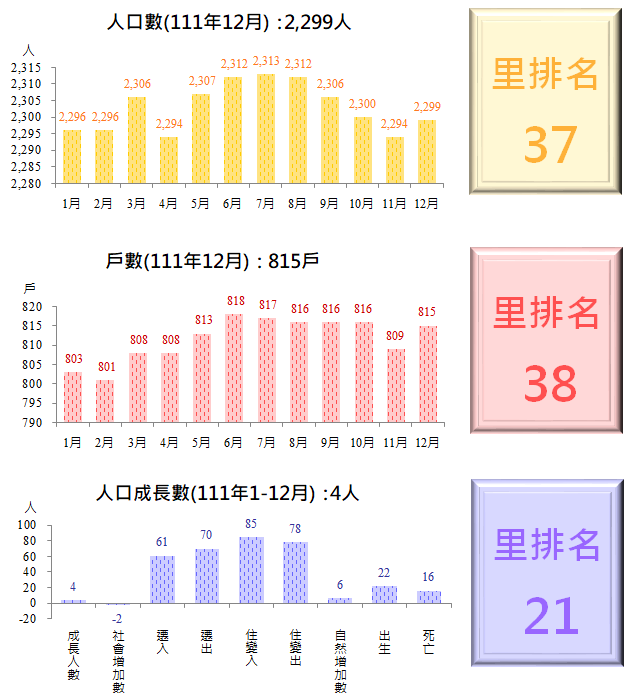 人口數(111年12月) :2,299人
人
2,315
2,310
2,305
2,300
2,295
2,290
2,285
2,280
2,296
2,296
2,306
2,294
2,307
2,312
2,313
2,312
2,306
2,300
2,294
2,299
1月
2月
3月
4月
5月
6月
7月
8月
9月
10月
11月
12月
里排名
37
戶數(111年12月) : 815戶
戶
820
815
810
805
800
795
790
803
801
808
808
813
818
817
816
816
816
809
815
1月
2月
3月
4月
5月
6月
7月
8月
9月
10月
11月
12月
里排名
38
人口成長數(111年1-12月) :4人
人
100
80
60
40
20
0
-20
4
-2
61
70
85
78
6
22
16
成長人數
社會增加數
遷入
遷出
住變入
住變出
自然增加數
出生
死亡
里排名
21